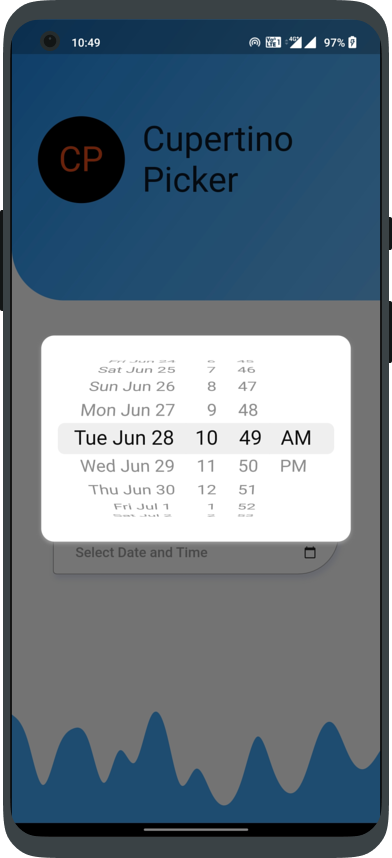 10:49 4G 97%
CP
Cupertino
Picker
Fri Jun 24 6 45
Sat Jun 25 7 46
Sun Jun 26 8 47
Mon Jun 27 9 48
Tue Jun 28 10 49 AM
Wed Jun 29 11 50 PM
Thu Jun 30 12 51
Fri Jul 1 1 52
Sat Jul 2 2 53
Select Date and Time